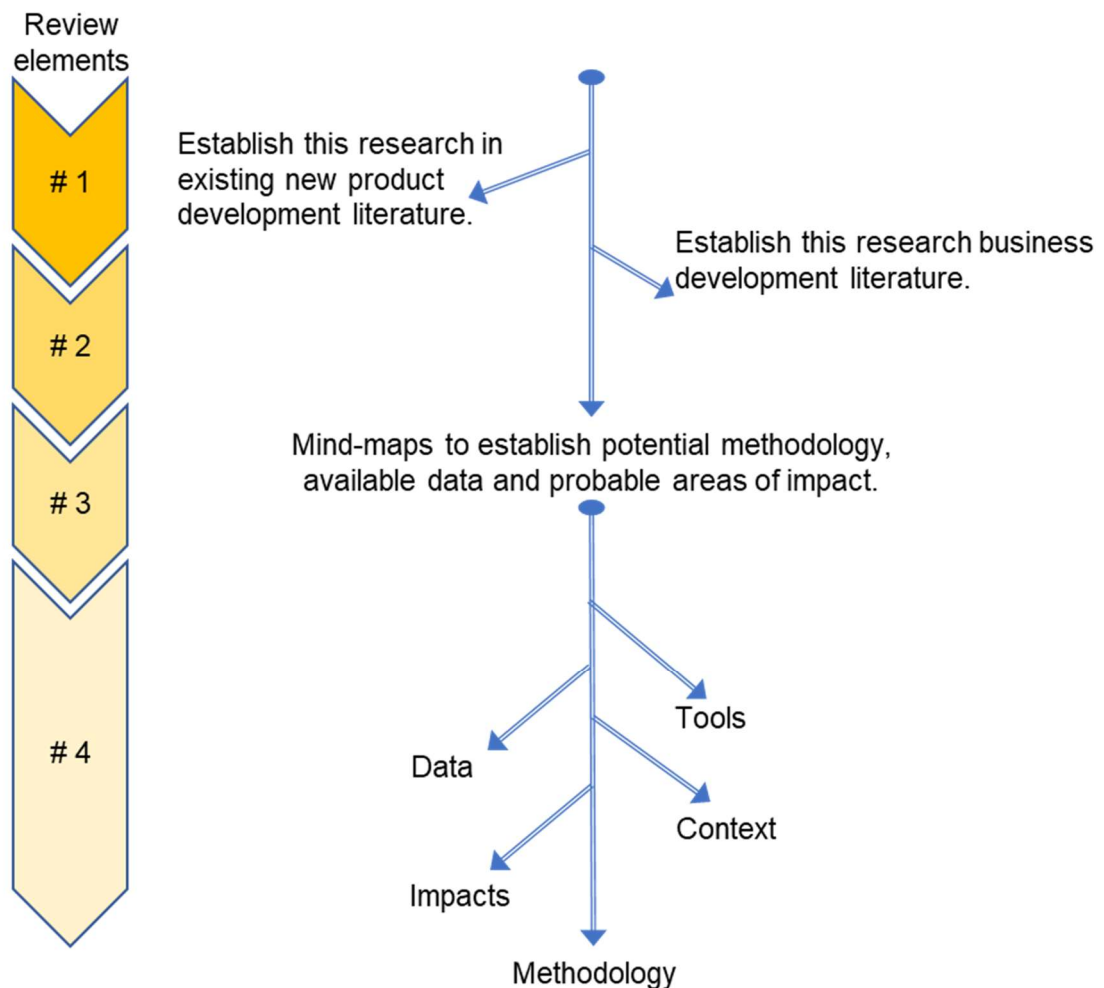 Review
elements
# 1
Establish this research in
existing new product
development literature.
Establish this research business
development literature.
# 2
Mind-maps to establish potential methodology,
available data and probable areas of impact.
# 3
Tools
# 4
Data
Context
Impacts
Methodology